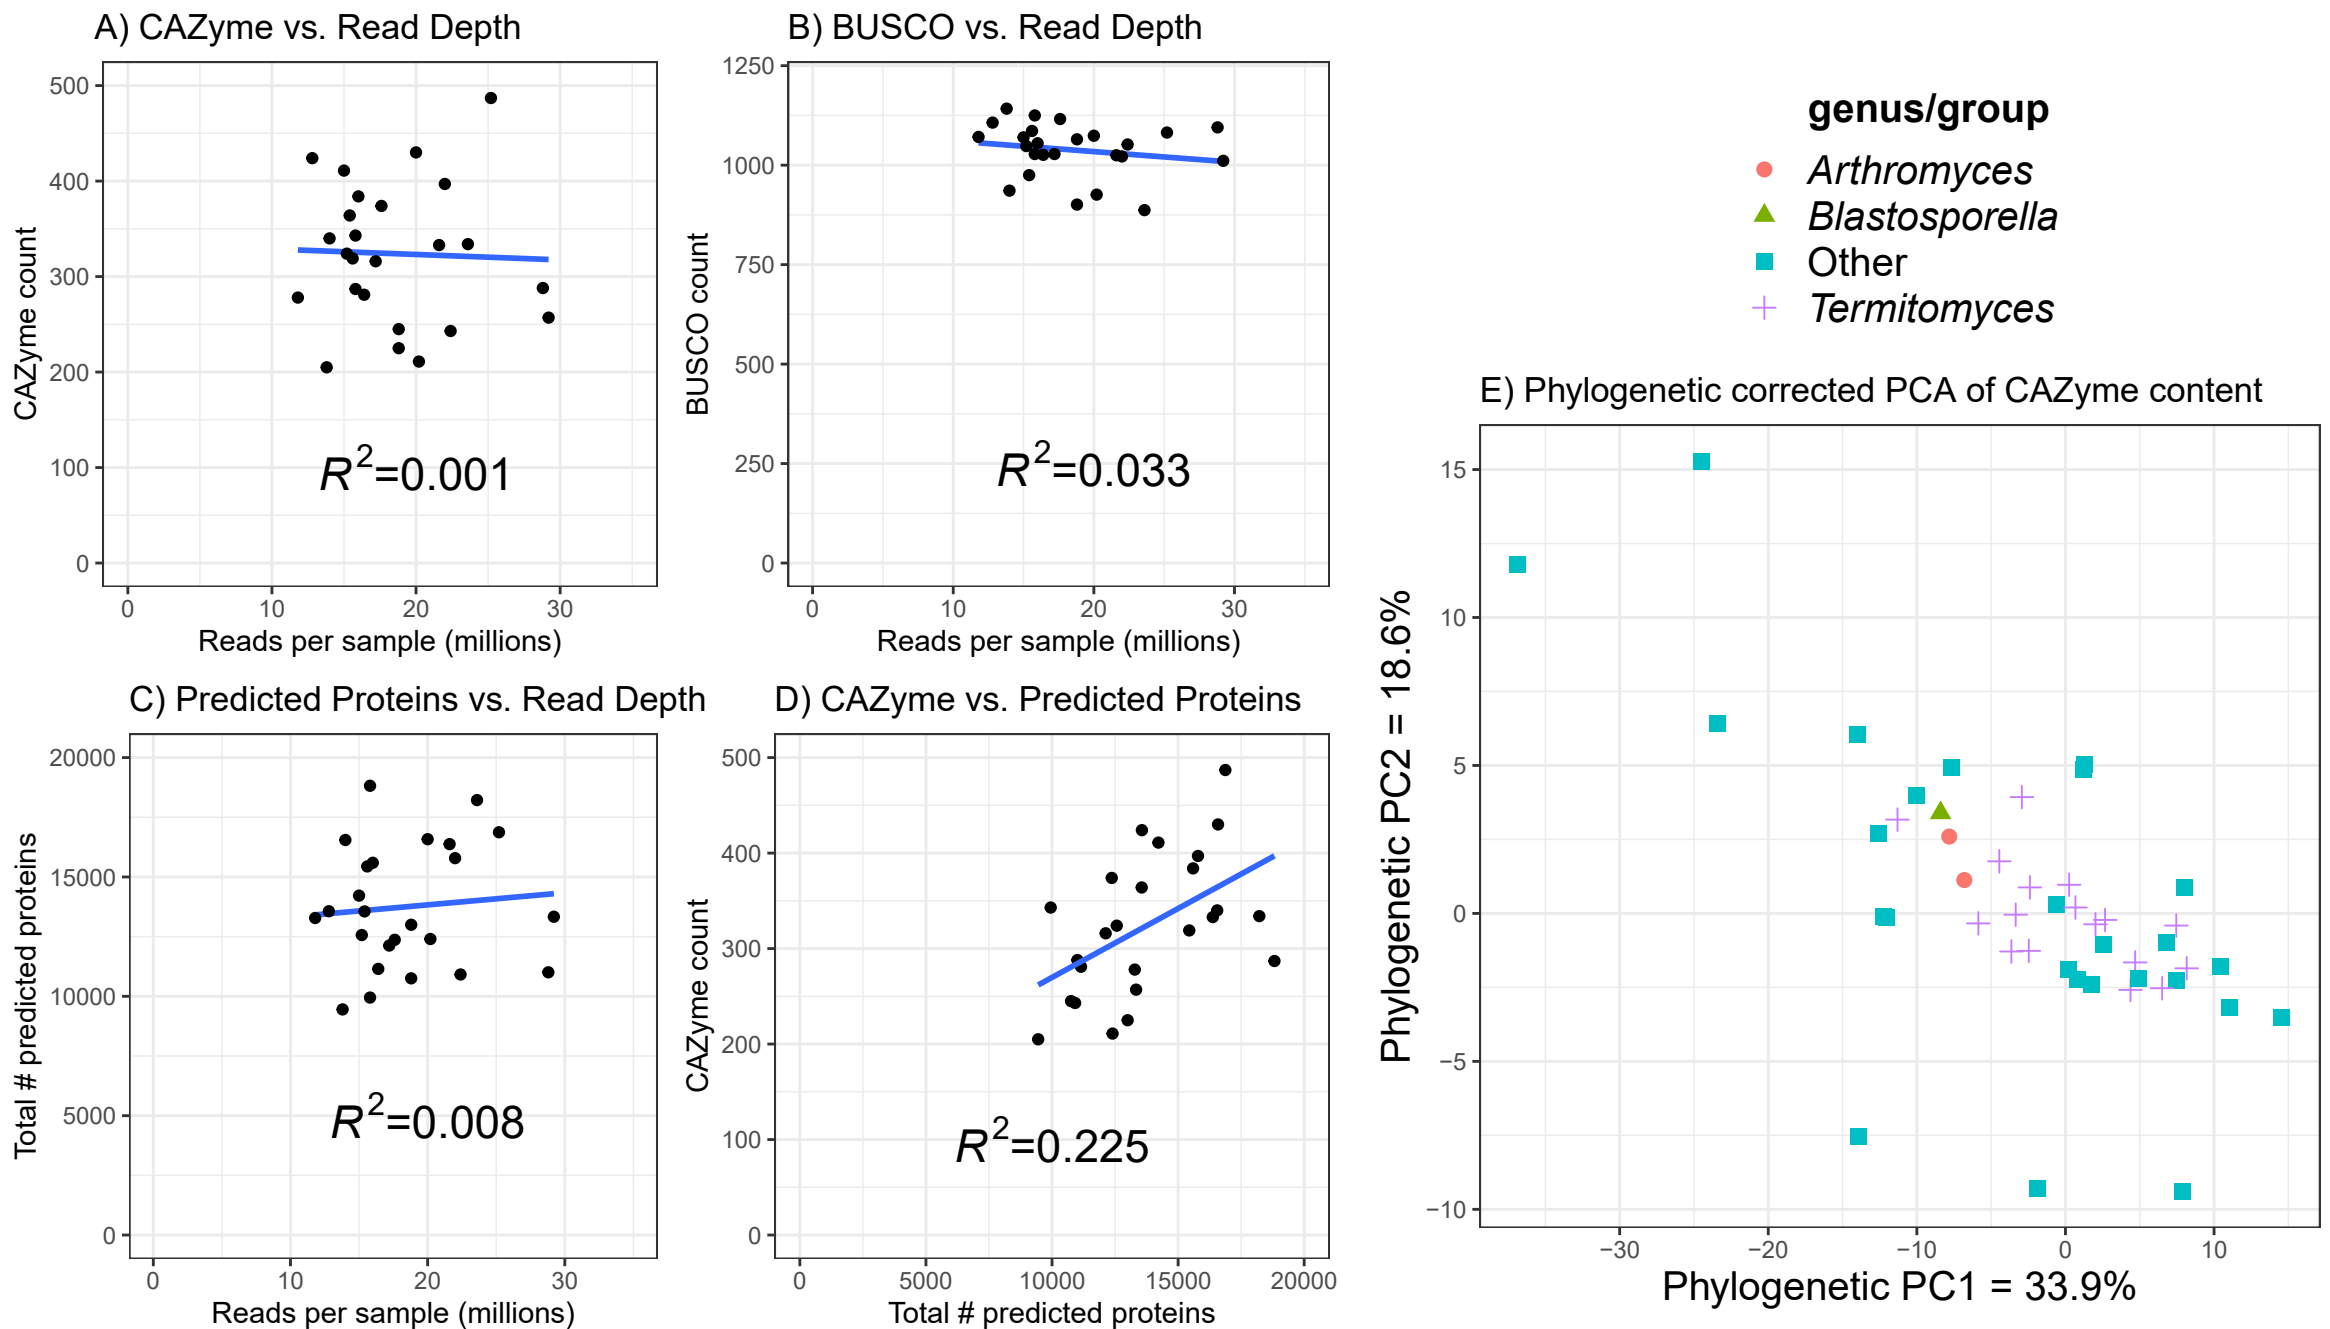 A) CAZyme vs. Read Depth
500
400
300
200
100
0
CAZyme count
R²=0.001
0 10 20 30
Reads per sample (millions)
B) BUSCO vs. Read Depth
1250
1000
750
500
250
0
BUSCO count
R²=0.033
0 10 20 30
Reads per sample (millions)
C) Predicted Proteins vs. Read Depth
20000
15000
10000
5000
0
Total # predicted proteins
R²=0.008
0 10 20 30
Reads per sample (millions)
D) CAZyme vs. Predicted Proteins
500
400
300
200
100
0
CAZyme count
R²=0.225
0 5000 10000 15000 20000
Total # predicted proteins
genus/group
Arthromyces
Blastosporella
Other
Termitomyces
E) Phylogenetic corrected PCA of CAZyme content
15
10
5
0
−5
−10
Phylogenetic PC2 = 18.6%
−30 −20 −10 0 10
Phylogenetic PC1 = 33.9%